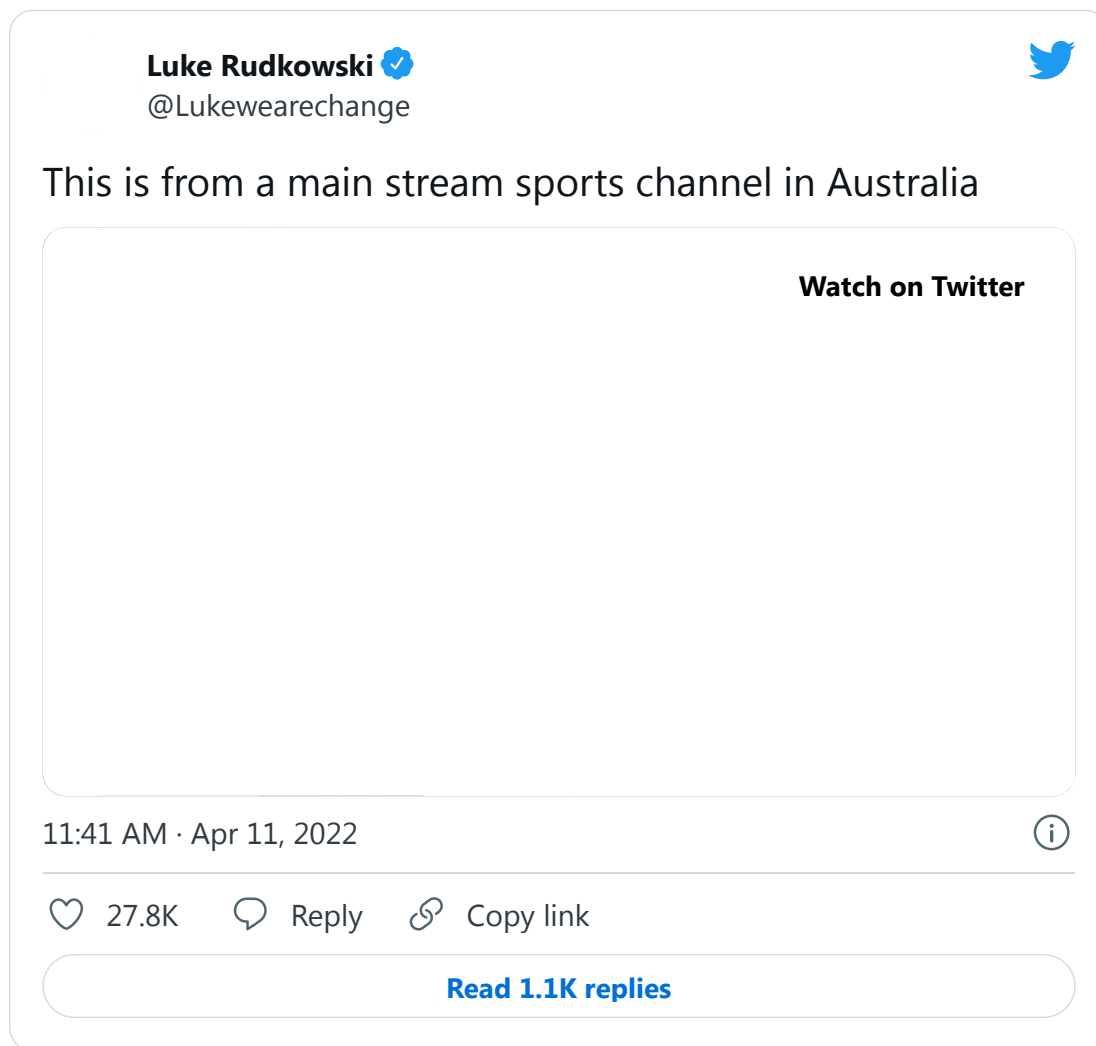 Luke Rudkowski
@Lukewearechange
This is from a main stream sports channel in Australia
Watch on Twitter
11:41 AM · Apr 11, 2022
27.8K Reply Copy link
Read 1.1K replies